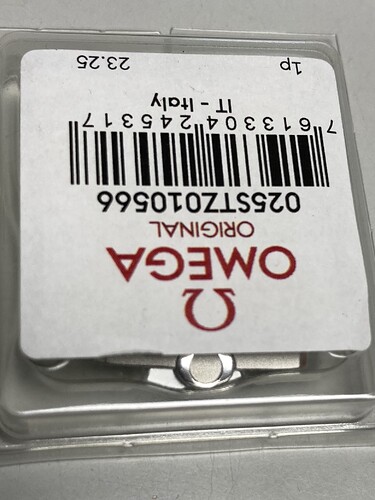 Ω
OMEGA
ORIGINAL
025STZ010566
7 613304 245317
IT - Italy
1p 23.25